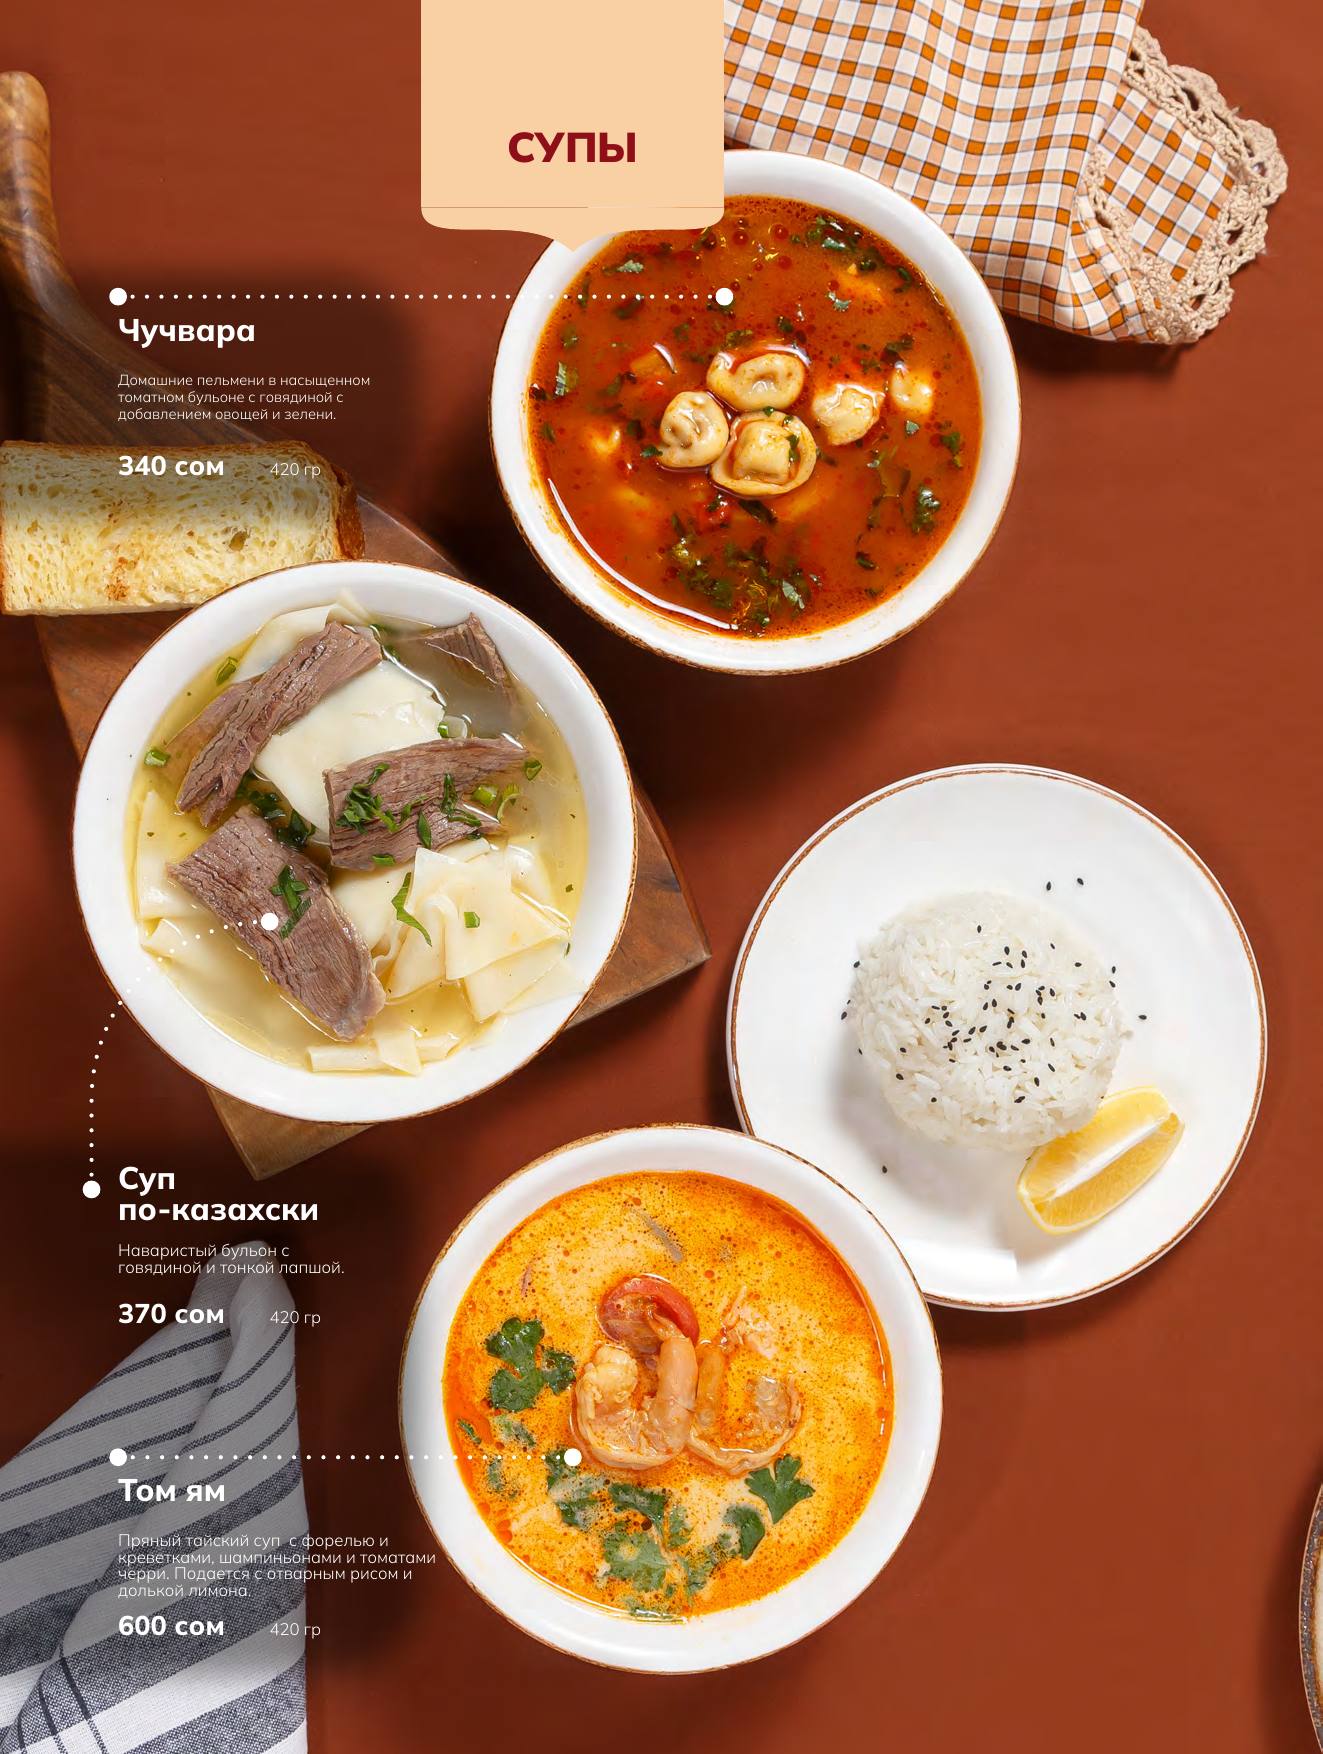 СУПЫ
Чучвара
Домашние пельмени в насыщенном
томатном бульоне с говядиной с
добавлением овощей и зелени.
340 сом 420 гр
Суп
по-казахски
Наваристый бульон с
говядиной и тонкой лапшой.
370 сом 420 гр
Том ям
Пряный тайский суп  с форелью и
креветками, шампиньонами и томатами
черри. Подается с отварным рисом и
долькой лимона.
600 сом 420 гр